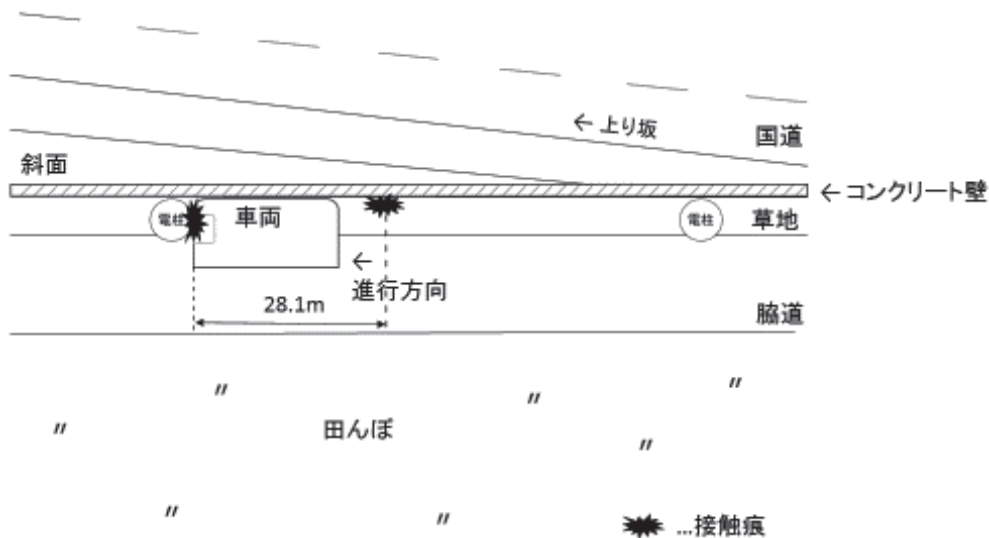 ← 上り坂
国道
斜面
← コンクリート壁
電柱
車両
電柱
草地
←
進行方向
28.1m
脇道
〃
〃
〃
〃
田んぼ
〃
〃
〃
…接触痕